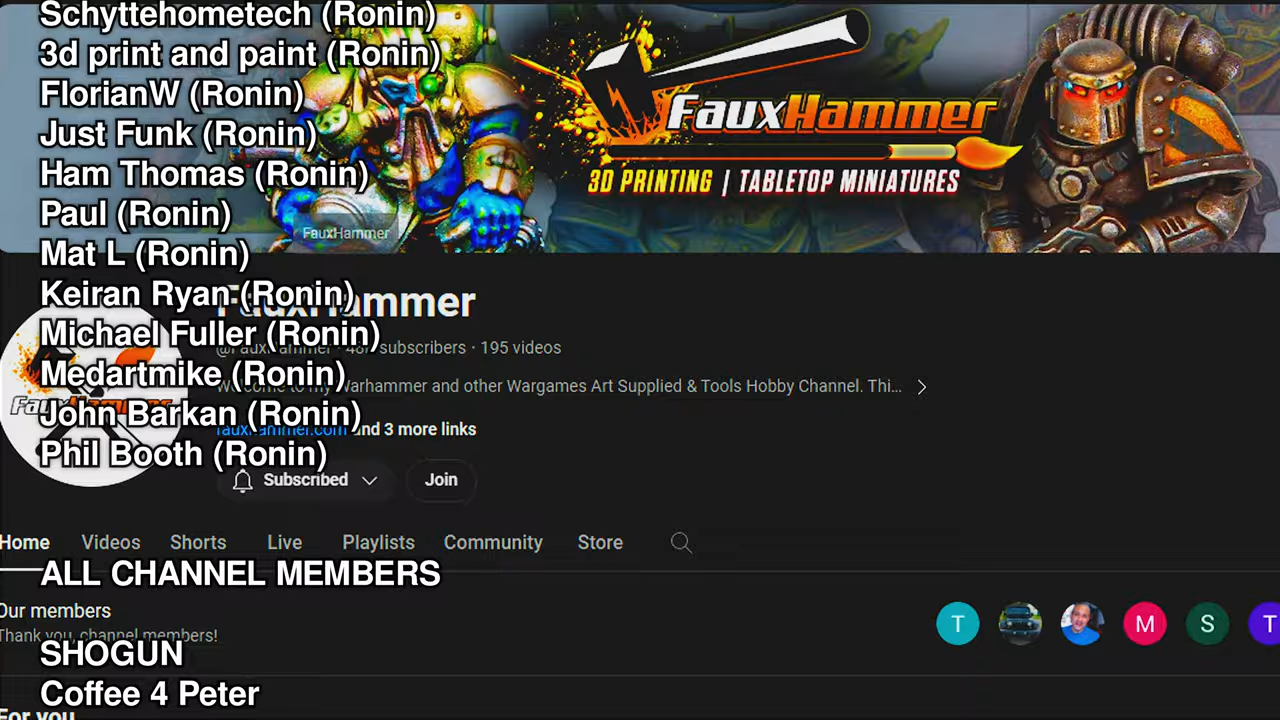 Schyttehometech (Ronin)
3d print and paint (Ronin)
FlorianW (Ronin)
Just Funk (Ronin)
Ham Thomas (Ronin)
Paul (Ronin)
Mat L (Ronin)
Keiran Ryan (Ronin)
Michael Fuller (Ronin)
Medartmike (Ronin)
John Barkan (Ronin)
Phil Booth (Ronin)
ALL CHANNEL MEMBERS
SHOGUN
Coffee 4 Peter
FAUXHAMMER
3D PRINTING | TABLETOP MINIATURES
FauxHammer
FauxHammer
@FauxHammer · subscribers · 195 videos
Welcome to my Warhammer and other Wargames Art Supplied & Tools Hobby Channel. Thi...
fauxhammer.com and 3 more links
Subscribed
Join
Home Videos Shorts Live Playlists Community Store
Our members
Thank you, channel members!
T M S T
For you